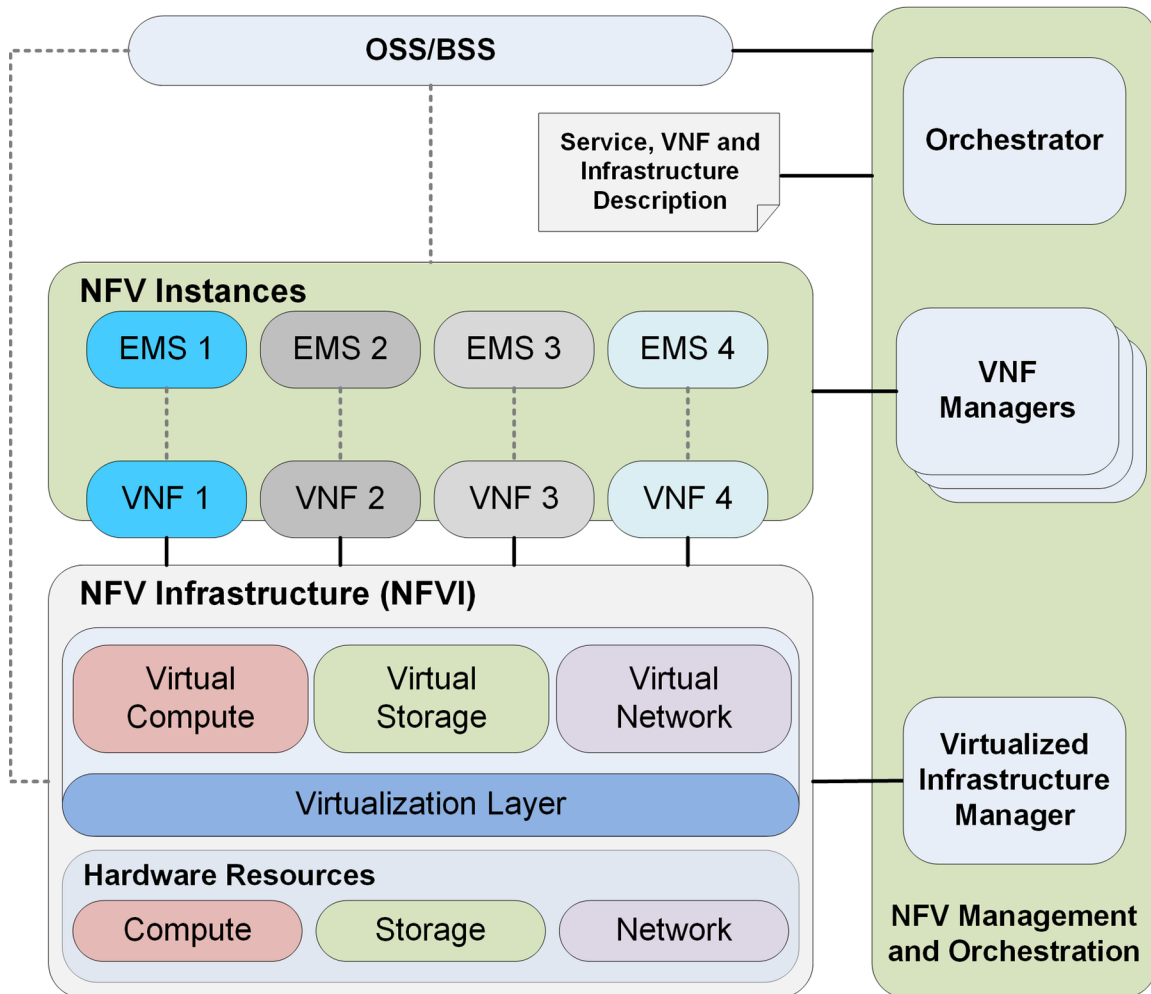 OSS/BSS
Service, VNF and
Infrastructure
Description
Orchestrator
NFV Instances
EMS 1
EMS 2
EMS 3
EMS 4
VNF 1
VNF 2
VNF 3
VNF 4
VNF
Managers
NFV Infrastructure (NFVI)
Virtual
Compute
Virtual
Storage
Virtual
Network
Virtualization Layer
Hardware Resources
Compute
Storage
Network
Virtualized
Infrastructure
Manager
NFV Management
and Orchestration